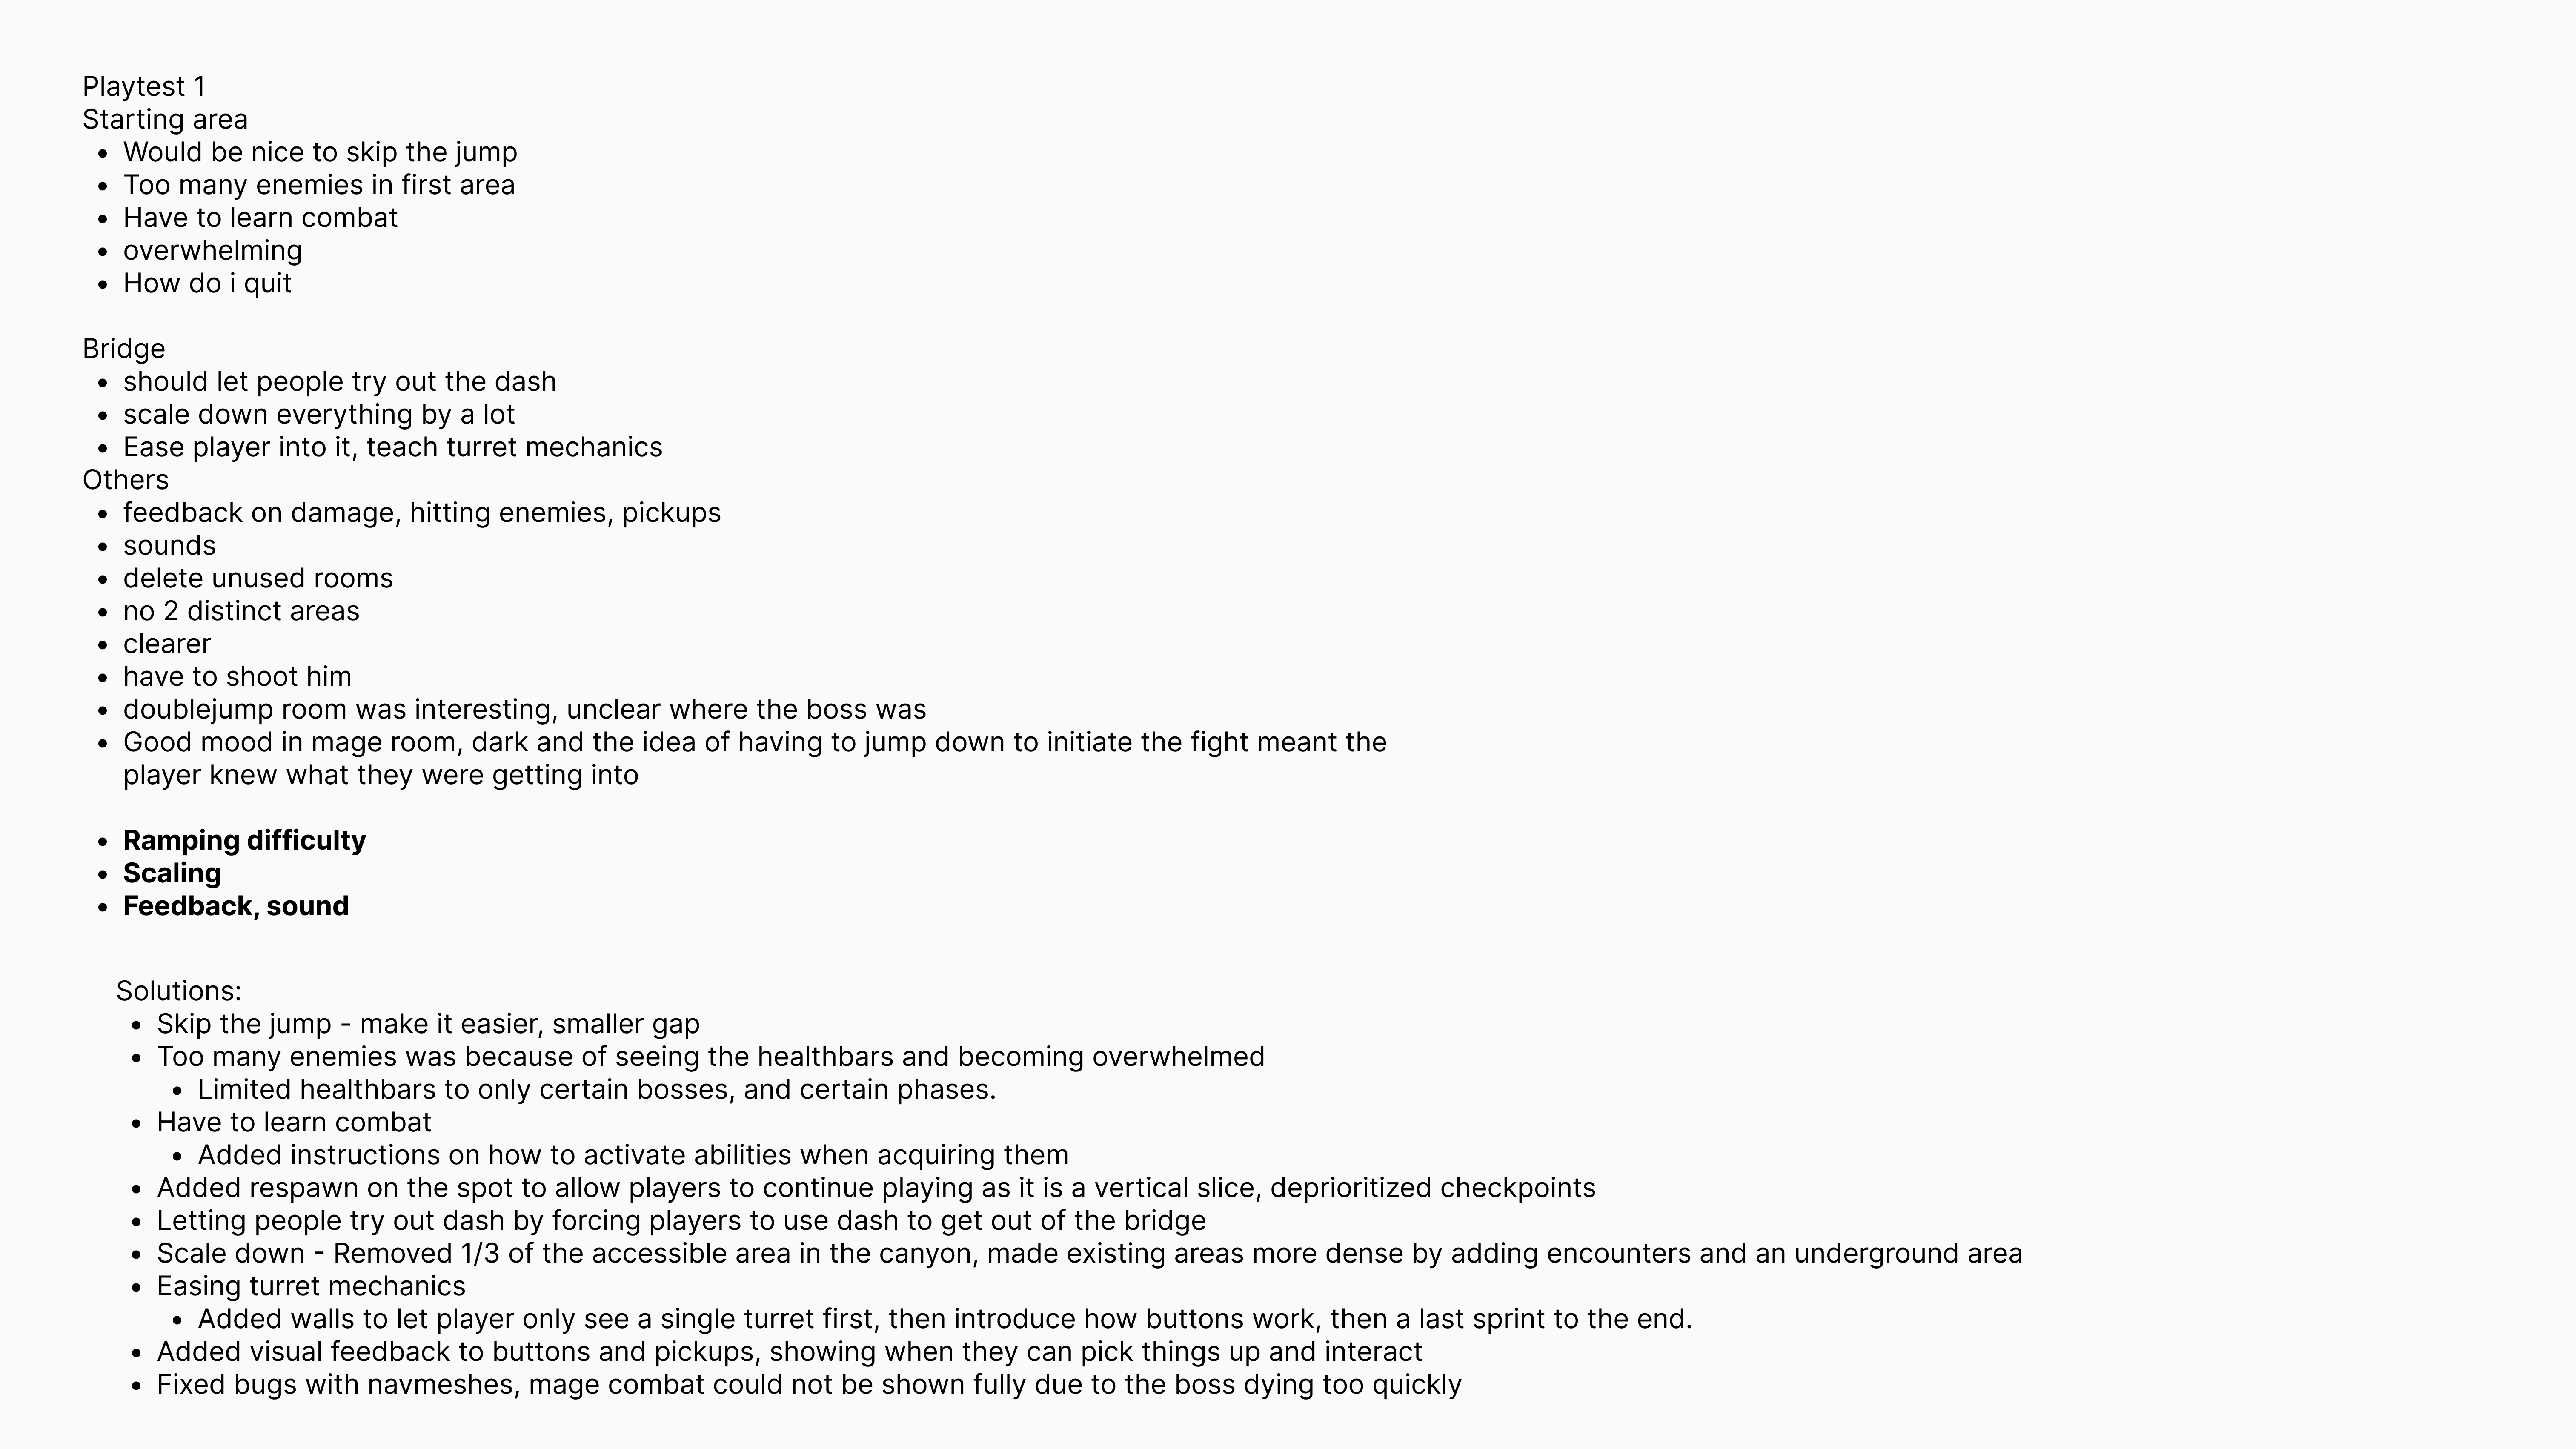 Playtest 1
Starting area
• Would be nice to skip the jump
• Too many enemies in first area
• Have to learn combat
• overwhelming
• How do i quit
Bridge
• should let people try out the dash
• scale down everything by a lot
• Ease player into it, teach turret mechanics
Others
• feedback on damage, hitting enemies, pickups
• sounds
• delete unused rooms
• no 2 distinct areas
• clearer
• have to shoot him
• doublejump room was interesting, unclear where the boss was
• Good mood in mage room, dark and the idea of having to jump down to initiate the fight meant the
player knew what they were getting into
• Ramping difficulty
• Scaling
• Feedback, sound
Solutions:
• Skip the jump - make it easier, smaller gap
• Too many enemies was because of seeing the healthbars and becoming overwhelmed
• Limited healthbars to only certain bosses, and certain phases.
• Have to learn combat
• Added instructions on how to activate abilities when acquiring them
• Added respawn on the spot to allow players to continue playing as it is a vertical slice, deprioritized checkpoints
• Letting people try out dash by forcing players to use dash to get out of the bridge
• Scale down - Removed 1/3 of the accessible area in the canyon, made existing areas more dense by adding encounters and an underground area
• Easing turret mechanics
• Added walls to let player only see a single turret first, then introduce how buttons work, then a last sprint to the end.
• Added visual feedback to buttons and pickups, showing when they can pick things up and interact
• Fixed bugs with navmeshes, mage combat could not be shown fully due to the boss dying too quickly